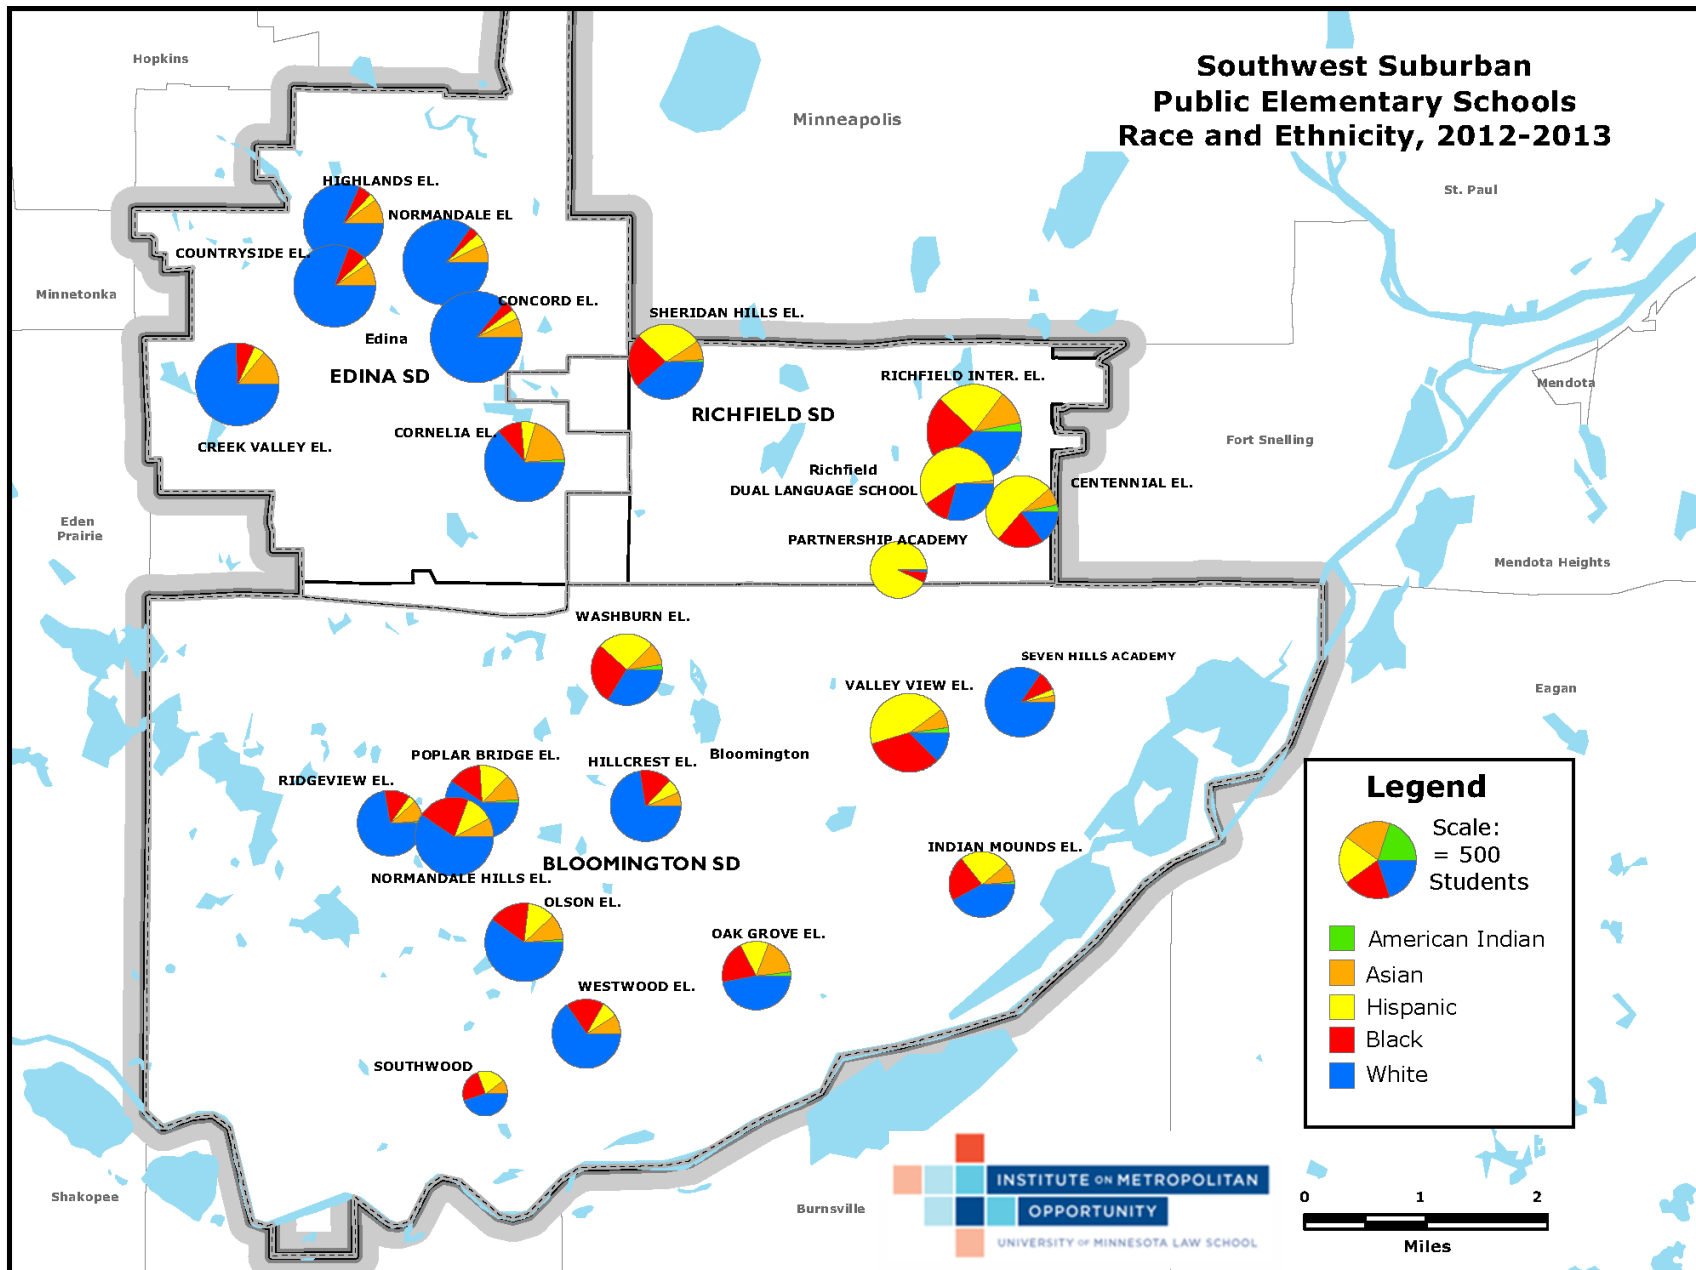 Southwest Suburban
Public Elementary Schools
Race and Ethnicity, 2012-2013
Hopkins
Minneapolis
St. Paul
HIGHLANDS EL.
NORMANDALE EL
COUNTRYSIDE EL.
Minnetonka
CONCORD EL.
SHERIDAN HILLS EL.
Edina
EDINA SD
RICHFIELD INTER. EL.
Mendota
RICHFIELD SD
CREEK VALLEY EL.
CORNELIA EL.
Fort Snelling
Richfield
DUAL LANGUAGE SCHOOL
CENTENNIAL EL.
Eden
Prairie
PARTNERSHIP ACADEMY
Mendota Heights
WASHBURN EL.
SEVEN HILLS ACADEMY
VALLEY VIEW EL.
Eagan
POPLAR BRIDGE EL.
HILLCREST EL.
Bloomington
RIDGEVIEW EL.
BLOOMINGTON SD
INDIAN MOUNDS EL.
NORMANDALE HILLS EL.
OLSON EL.
OAK GROVE EL.
WESTWOOD EL.
SOUTHWOOD
Legend
Scale:
= 500
Students
American Indian
Asian
Hispanic
Black
White
Shakopee
Burnsville
INSTITUTE ON METROPOLITAN
OPPORTUNITY
UNIVERSITY OF MINNESOTA LAW SCHOOL
0 1 2
Miles